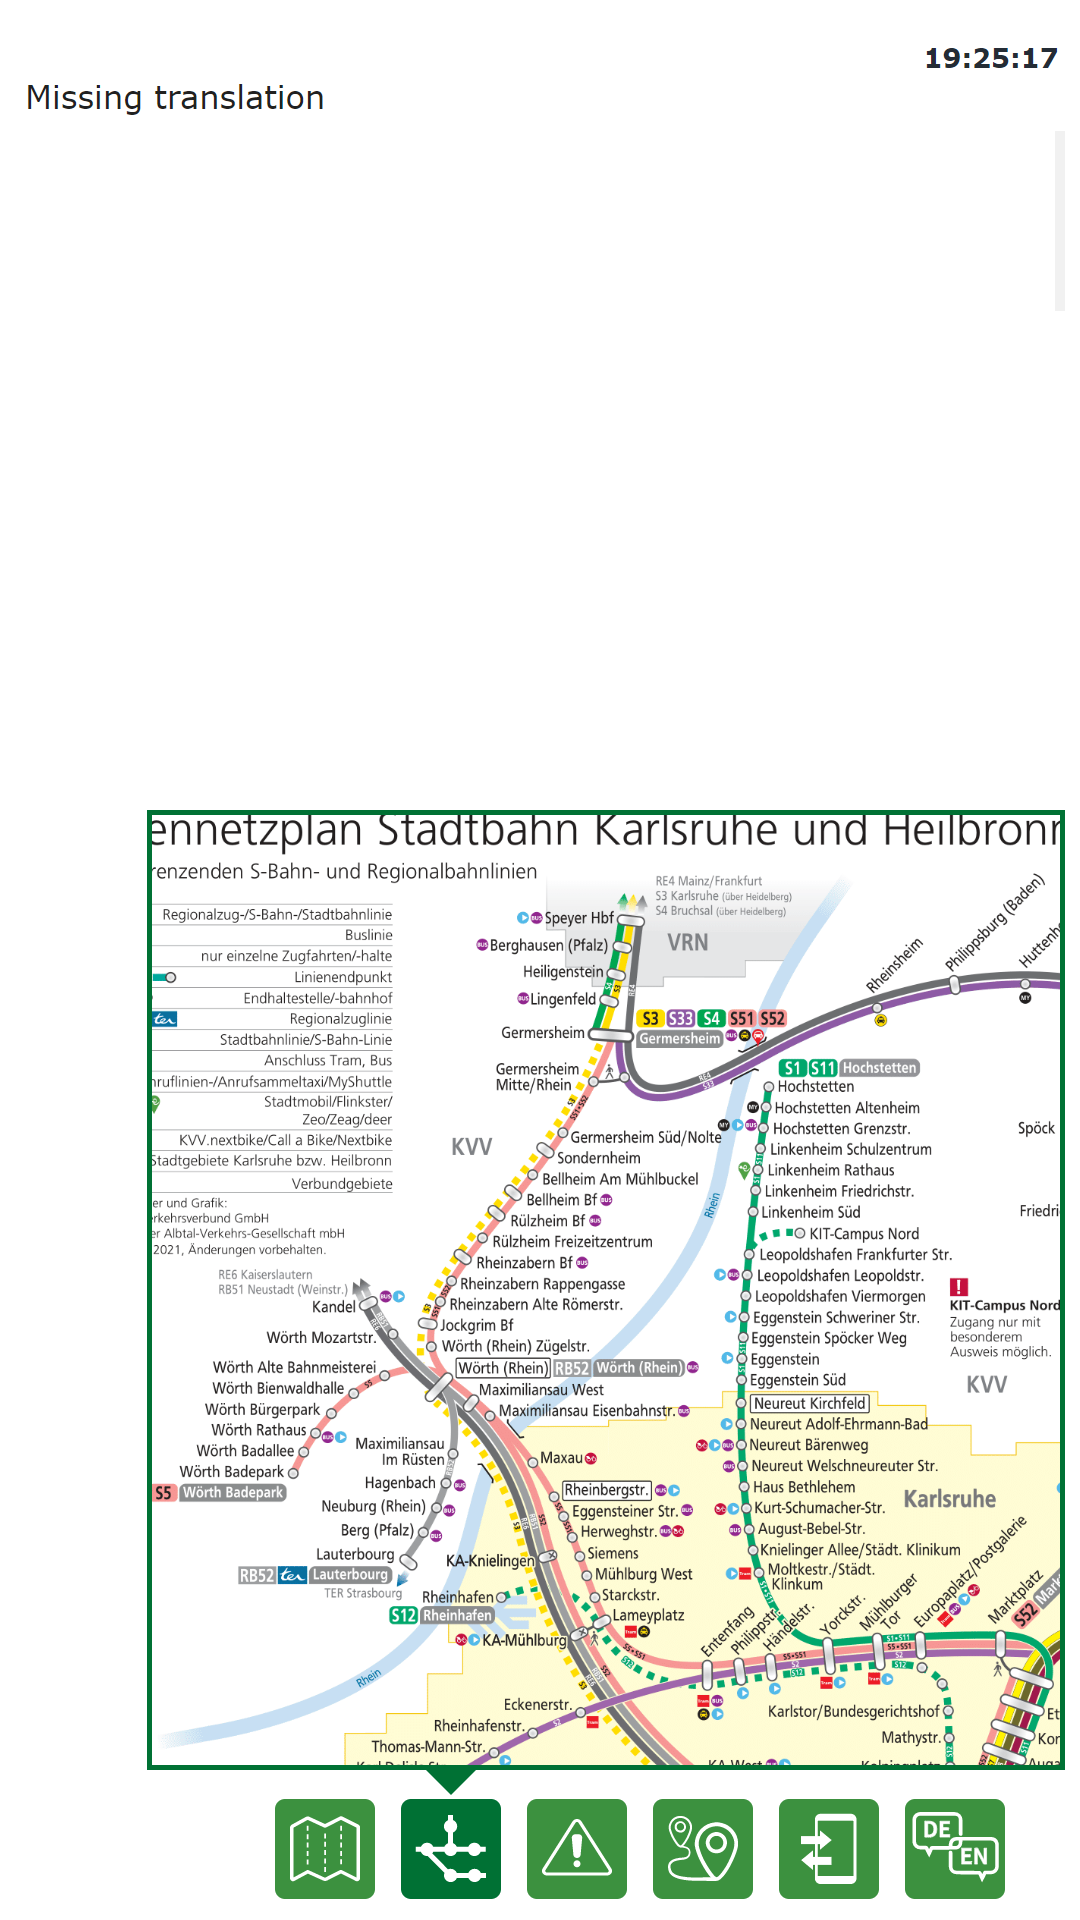 19:25:17
Missing translation
ennetzplan Stadtbahn Karlsruhe und Heilbronn
renzenden S-Bahn- und Regionalbahnlinien
Regionalzug-/S-Bahn-/Stadtbahnlinie
Buslinie
nur einzelne Zugfahrten/-halte
Linienendpunkt
Endhaltestelle/-bahnhof
ter Regionalzuglinie
Stadtbahnlinie/S-Bahn-Linie
Anschluss Tram, Bus
nruflinien-/Anrufsammeltaxi/MyShuttle
Stadtmobil/Flinkster/
Zeo/Zeag/deer
KVV.nextbike/Call a Bike/Nextbike
Stadtgebiete Karlsruhe bzw. Heilbronn
Verbundgebiete
er und Grafik:
rkehrsverbund GmbH
er Albtal-Verkehrs-Gesellschaft mbH
2021, Änderungen vorbehalten.
RE4 Mainz/Frankfurt
S3 Karlsruhe (über Heidelberg)
S4 Bruchsal (über Heidelberg)
VRN
Speyer Hbf
Berghausen (Pfalz)
Heiligenstein
Lingenfeld
Germersheim
S3 S33 S4 S51 S52
Germersheim
Germersheim
Mitte/Rhein
Rheinsheim
Philippsburg (Baden)
Huttenh
KVV
Germersheim Süd/Nolte
Sondernheim
Bellheim Am Mühlbuckel
Bellheim Bf
Rülzheim Bf
Rülzheim Freizeitzentrum
Rheinzabern Bf
Rheinzabern Rappengasse
Rheinzabern Alte Römerstr.
Jockgrim Bf
Wörth (Rhein) Zügelstr.
Wörth (Rhein) RB52 Wörth (Rhein)
Maximiliansau West
Maximiliansau Eisenbahnstr.
RE6 Kaiserslautern
RB51 Neustadt (Weinstr.)
Kandel
Wörth Mozartstr.
Wörth Alte Bahnmeisterei
Wörth Bienwaldhalle
Wörth Bürgerpark
Wörth Rathaus
Wörth Badallee
Wörth Badepark
S5 Wörth Badepark
Maximiliansau
Im Rüsten
Hagenbach
Neuburg (Rhein)
Berg (Pfalz)
Lauterbourg
RB52 ter Lauterbourg
TER Strasbourg
Rhein
S1 S11 Hochstetten
Hochstetten
Hochstetten Altenheim
Hochstetten Grenzstr.
Linkenheim Schulzentrum
Linkenheim Rathaus
Linkenheim Friedrichstr.
Linkenheim Süd
KIT-Campus Nord
Leopoldshafen Frankfurter Str.
Leopoldshafen Leopoldstr.
Leopoldshafen Viermorgen
Eggenstein Schweriner Str.
Eggenstein Spöcker Weg
Eggenstein
Eggenstein Süd
Neureut Kirchfeld
Neureut Adolf-Ehrmann-Bad
Neureut Bärenweg
Neureut Welschneureuter Str.
Haus Bethlehem
Kurt-Schumacher-Str.
August-Bebel-Str.
Knielinger Allee/Städt. Klinikum
Moltkestr./Städt.
Klinkum
Spöck
Friedri
!
KIT-Campus Nord
Zugang nur mit
besonderem
Ausweis möglich.
KVV
Karlsruhe
Maxau
Rheinbergstr.
Eggensteiner Str.
Herweghstr.
Siemens
Mühlburg West
Starckstr.
Lameyplatz
KA-Knielingen
Rheinhafen
S12 Rheinhafen
KA-Mühlburg
Entenfang
Philippstr.
Händelstr.
Yorckstr.
Mühlburger
Tor
Europaplatz/Postgalerie
Marktplatz
S52 Mark
Rhein
Eckenerstr.
Rheinhafenstr.
Thomas-Mann-Str.
Karlstor/Bundesgerichtshof
Mathystr.
Et
Kor
KA-West
DE
EN